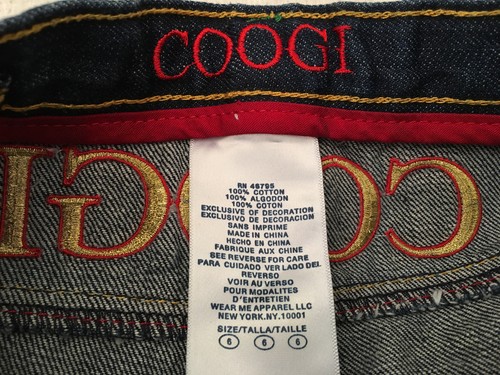 COOGI
COOGI
RN 46795
100% COTTON
100% ALGODON
100% COTON
EXCLUSIVE OF DECORATION
EXCLUSIVO DE DECORACION
SANS IMPRIME
MADE IN CHINA
HECHO EN CHINA
FABRIQUE AUX CHINE
SEE REVERSE FOR CARE
PARA CUIDADO VER LADO DEL
REVERSO
VOIR AU VERSO
POUR MODALITES
D'ENTRETIEN
WEAR ME APPAREL LLC
NEW YORK.NY.10001
SIZE/TALLA/TAILLE
6 6 6